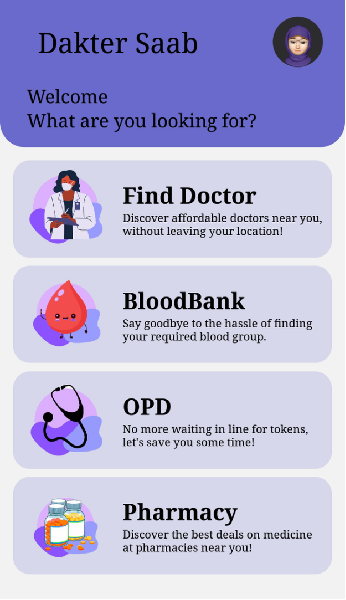 Dakter Saab
Welcome
What are you looking for?
Find Doctor
Discover affordable doctors near you,
without leaving your location!
BloodBank
Say goodbye to the hassle of finding
your required blood group.
OPD
No more waiting in line for tokens,
let's save you some time!
Pharmacy
Discover the best deals on medicine
at pharmacies near you!